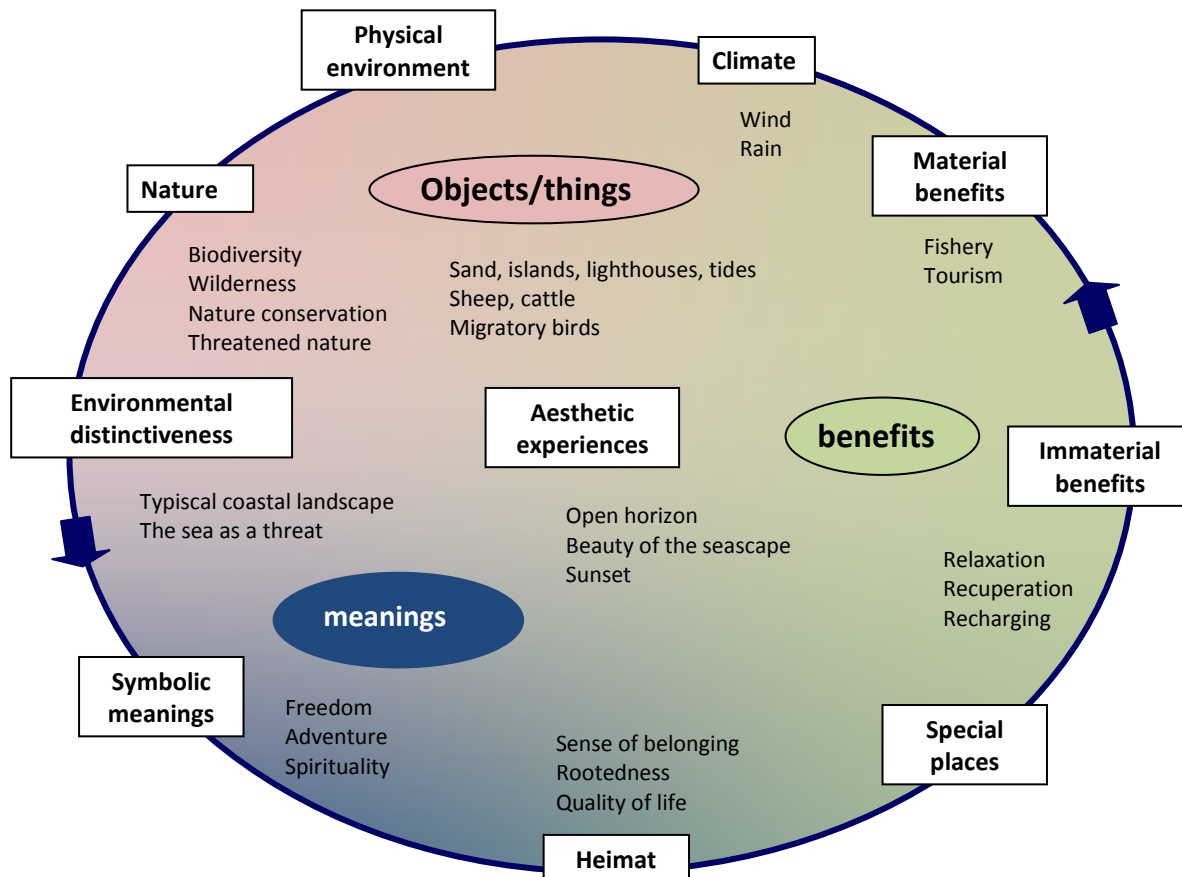 Physical
environment
Climate
Wind
Rain
Material
benefits
Nature
Objects/things
Biodiversity
Wilderness
Nature conservation
Threatened nature
Sand, islands, lighthouses, tides
Sheep, cattle
Migratory birds
Fishery
Tourism
Environmental
distinctiveness
Aesthetic
experiences
benefits
Immaterial
benefits
Typiscal coastal landscape
The sea as a threat
Open horizon
Beauty of the seascape
Sunset
Relaxation
Recuperation
Recharging
meanings
Symbolic
meanings
Freedom
Adventure
Spirituality
Sense of belonging
Rootedness
Quality of life
Special
places
Heimat